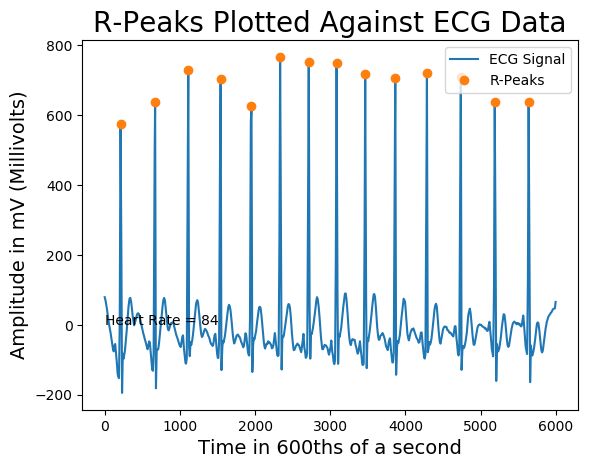 R-Peaks Plotted Against ECG Data
800
600
400
200
0
−200
Amplitude in mV (Millivolts)
ECG Signal
R-Peaks
Heart Rate = 84
0
1000
2000
3000
4000
5000
6000
Time in 600ths of a second